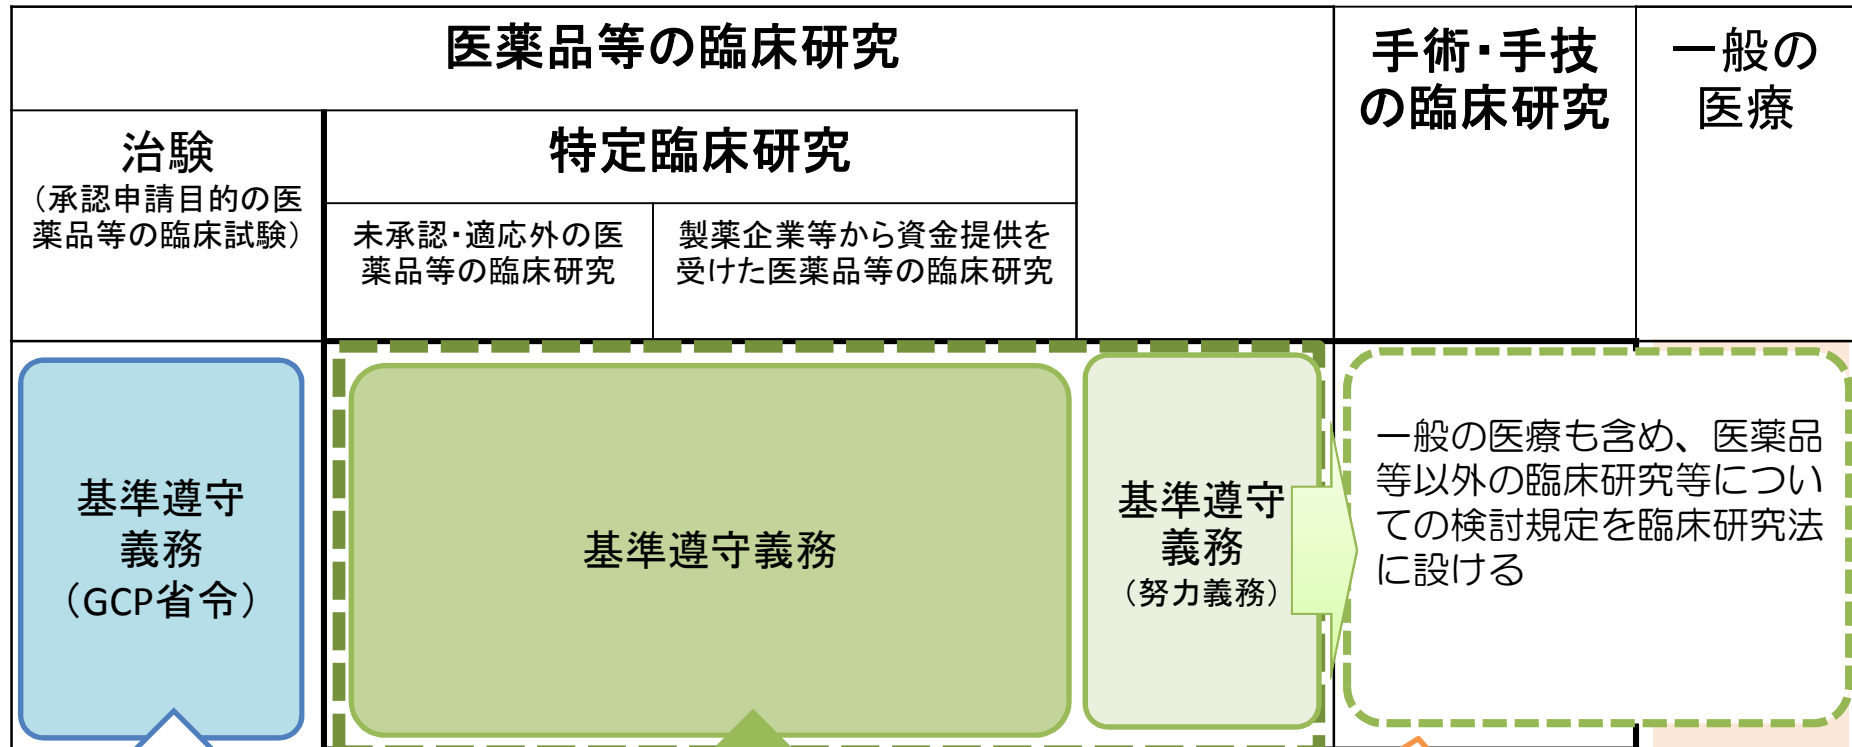 医薬品等の臨床研究
手術・手技
の臨床研究
一般の
医療
治験
（承認申請目的の医
薬品等の臨床試験）
特定臨床研究
未承認・適応外の医
薬品等の臨床研究
製薬企業等から資金提供を
受けた医薬品等の臨床研究
基準遵守
義務
（GCP省令）
基準遵守義務
基準遵守
義務
（努力義務）
一般の医療も含め、医薬品
等以外の臨床研究等につい
ての検討規定を臨床研究法
に設ける